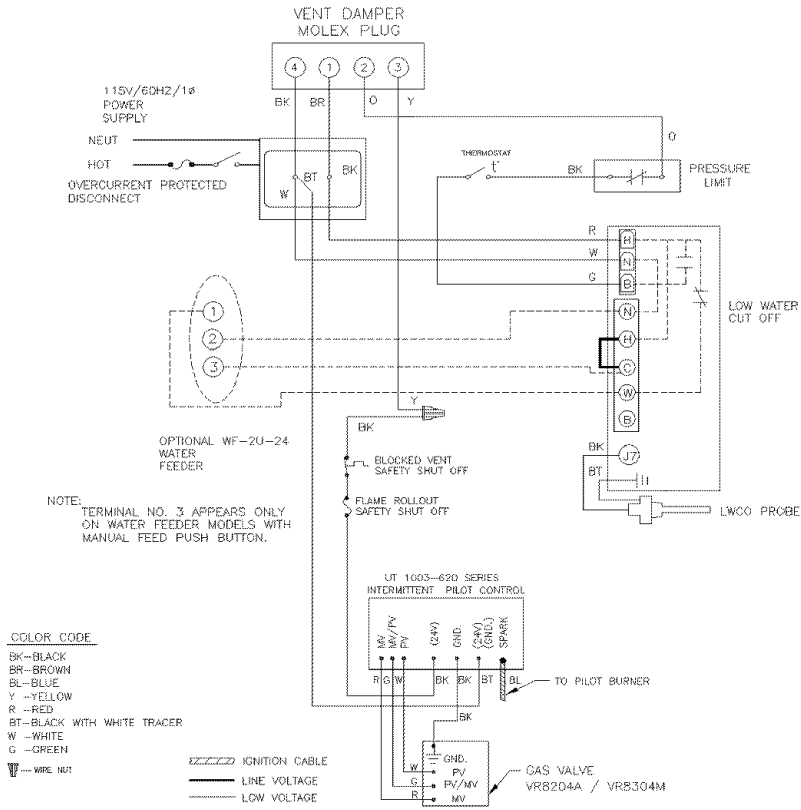 VENT DAMPER
MOLEX PLUG
4 1 2 3
BK BR O Y
115V/60HZ/1Ø
POWER
SUPPLY
NEUT
HOT
OVERCURRENT PROTECTED
DISCONNECT
BT
BK
W
O
THERMOSTAT
t°
BK
PRESSURE
LIMIT
R
H
W
N
G
B
N
H
C
W
B
LOW WATER
CUT OFF
1
2
3
OPTIONAL WF-2U-24
WATER
FEEDER
Y
BK
BLOCKED VENT
SAFETY SHUT OFF
FLAME ROLLOUT
SAFETY SHUT OFF
BK
J7
BT
LWCO PROBE
NOTE:
TERMINAL NO. 3 APPEARS ONLY
ON WATER FEEDER MODELS WITH
MANUAL FEED PUSH BUTTON.
UT 1003-620 SERIES
INTERMITTENT PILOT CONTROL
MV
MV/PV
PV
(24V)
GND.
(24V)
(GND.)
SPARK
R G W BK BK BT BL
TO PILOT BURNER
BK
GND.
W PV
G PV/MV
R MV
GAS VALVE
VR8204A / VR8304M
COLOR CODE
BK-BLACK
BR-BROWN
BL-BLUE
Y -YELLOW
R -RED
BT-BLACK WITH WHITE TRACER
W -WHITE
G -GREEN
-- WIRE NUT
IGNITION CABLE
LINE VOLTAGE
LOW VOLTAGE